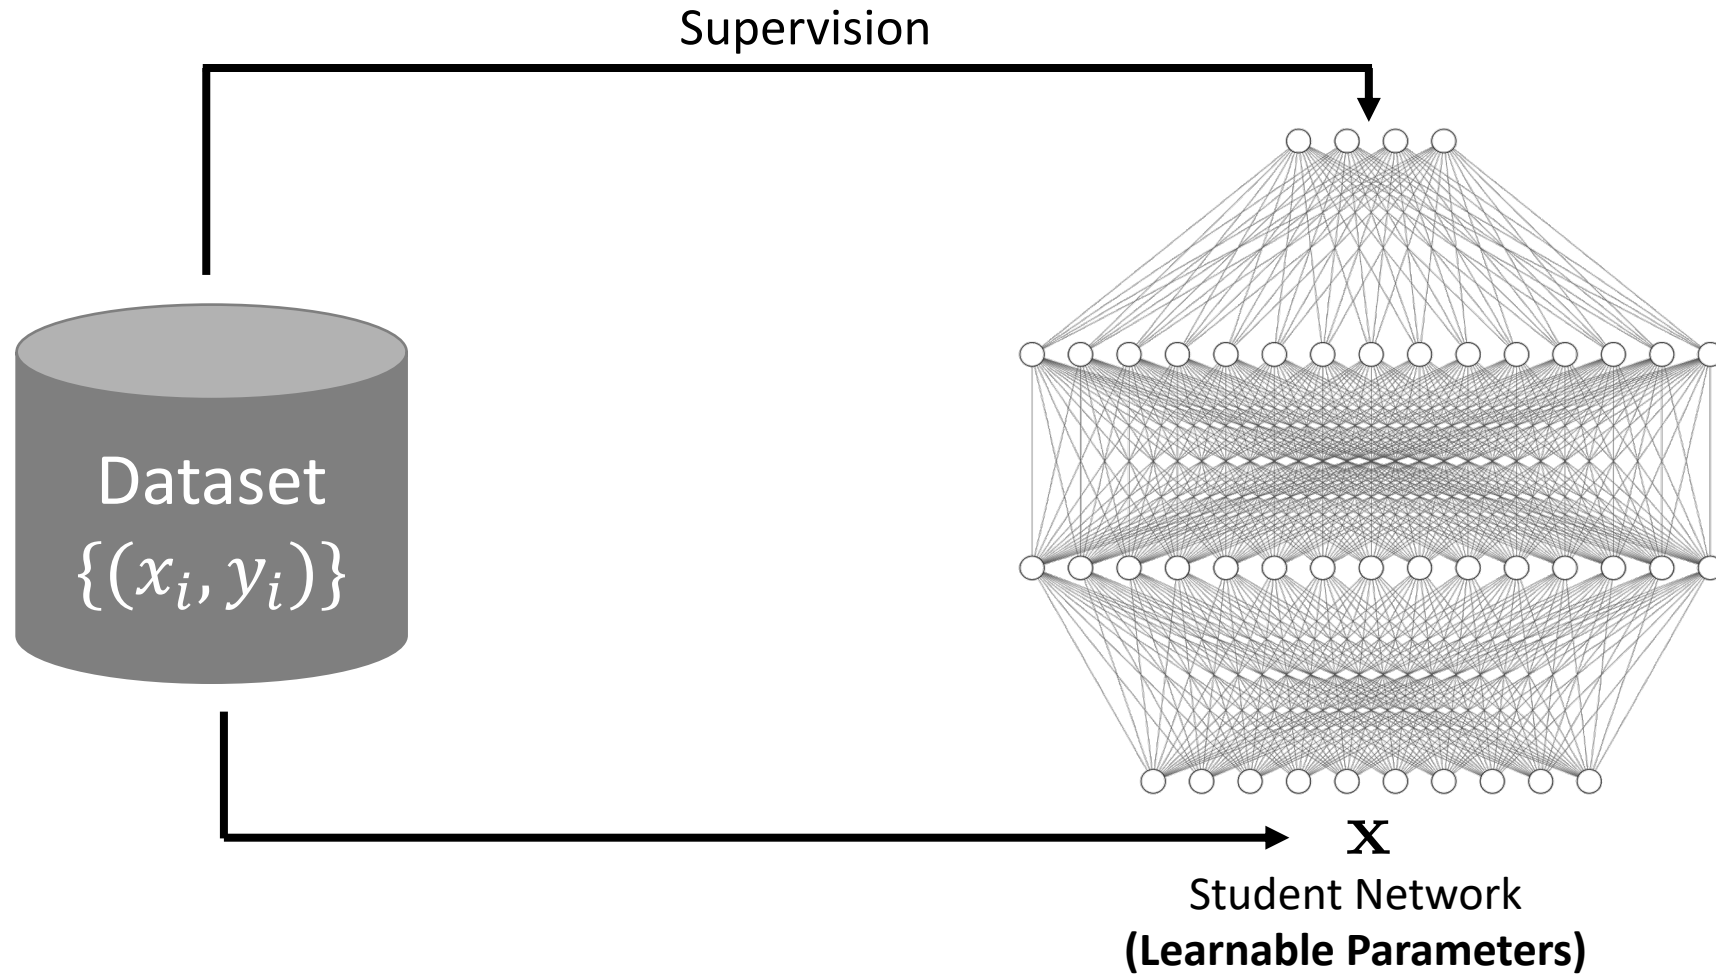 Supervision
Dataset
{(xᵢ, yᵢ)}
x
Student Network
(Learnable Parameters)